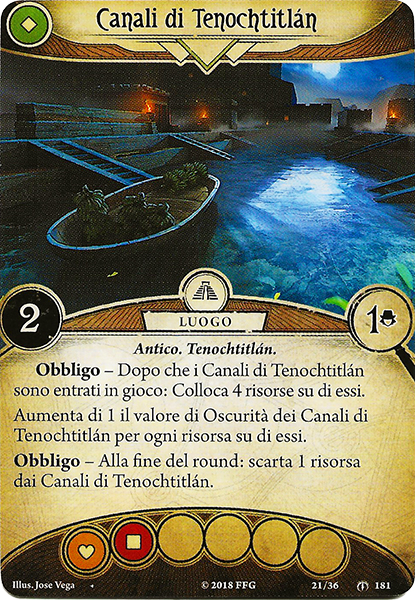 Canali di Tenochtitlán
2
LUOGO
1
Antico. Tenochtitlán.
Obbligo – Dopo che i Canali di Tenochtitlán
sono entrati in gioco: Colloca 4 risorse su di essi.
Aumenta di 1 il valore di Oscurità dei Canali di
Tenochtitlán per ogni risorsa su di essi.
Obbligo – Alla fine del round: scarta 1 risorsa
dai Canali di Tenochtitlán.
Illus. Jose Vega © 2018 FFG 21/36 181